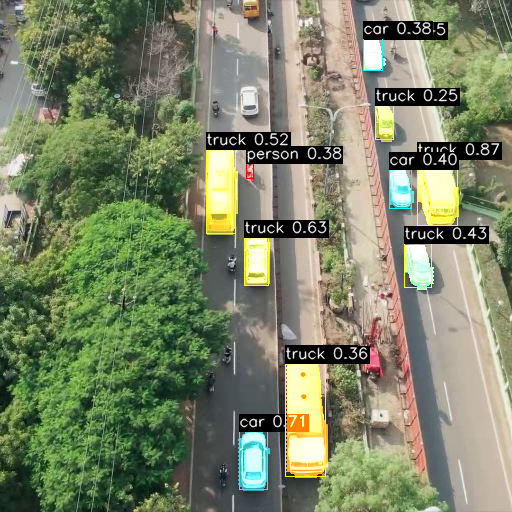 car 0.38
truck 0.25
truck 0.52
truck 0.87
person 0.38
car 0.40
truck 0.63
truck 0.43
truck 0.36
car 0.71